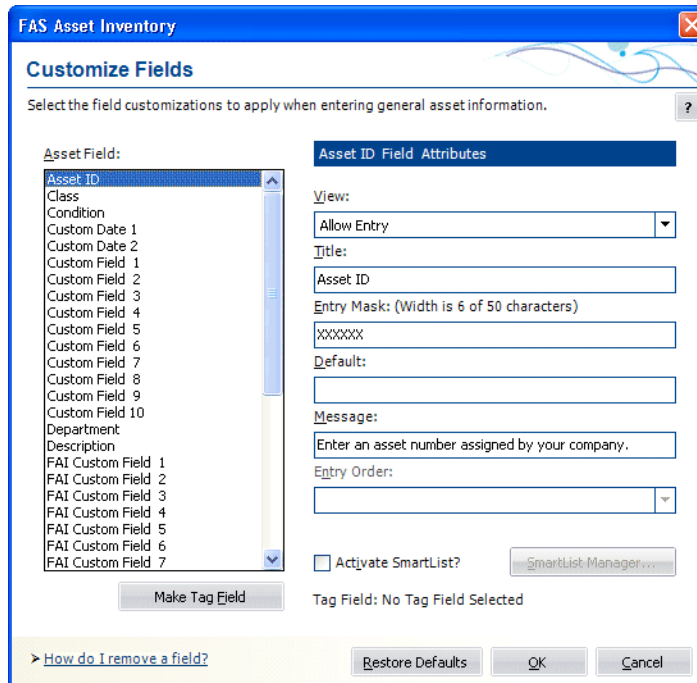 FAS Asset Inventory
Customize Fields
Select the field customizations to apply when entering general asset information.
?
Asset Field:
Asset ID
Class
Condition
Custom Date 1
Custom Date 2
Custom Field 1
Custom Field 2
Custom Field 3
Custom Field 4
Custom Field 5
Custom Field 6
Custom Field 7
Custom Field 8
Custom Field 9
Custom Field 10
Department
Description
FAI Custom Field 1
FAI Custom Field 2
FAI Custom Field 3
FAI Custom Field 4
FAI Custom Field 5
FAI Custom Field 6
FAI Custom Field 7
Make Tag Field
Asset ID Field Attributes
View:
Allow Entry
Title:
Asset ID
Entry Mask: (Width is 6 of 50 characters)
XXXXXX
Default:
Message:
Enter an asset number assigned by your company.
Entry Order:
Activate SmartList?
SmartList Manager...
Tag Field: No Tag Field Selected
How do I remove a field?
Restore Defaults
OK
Cancel